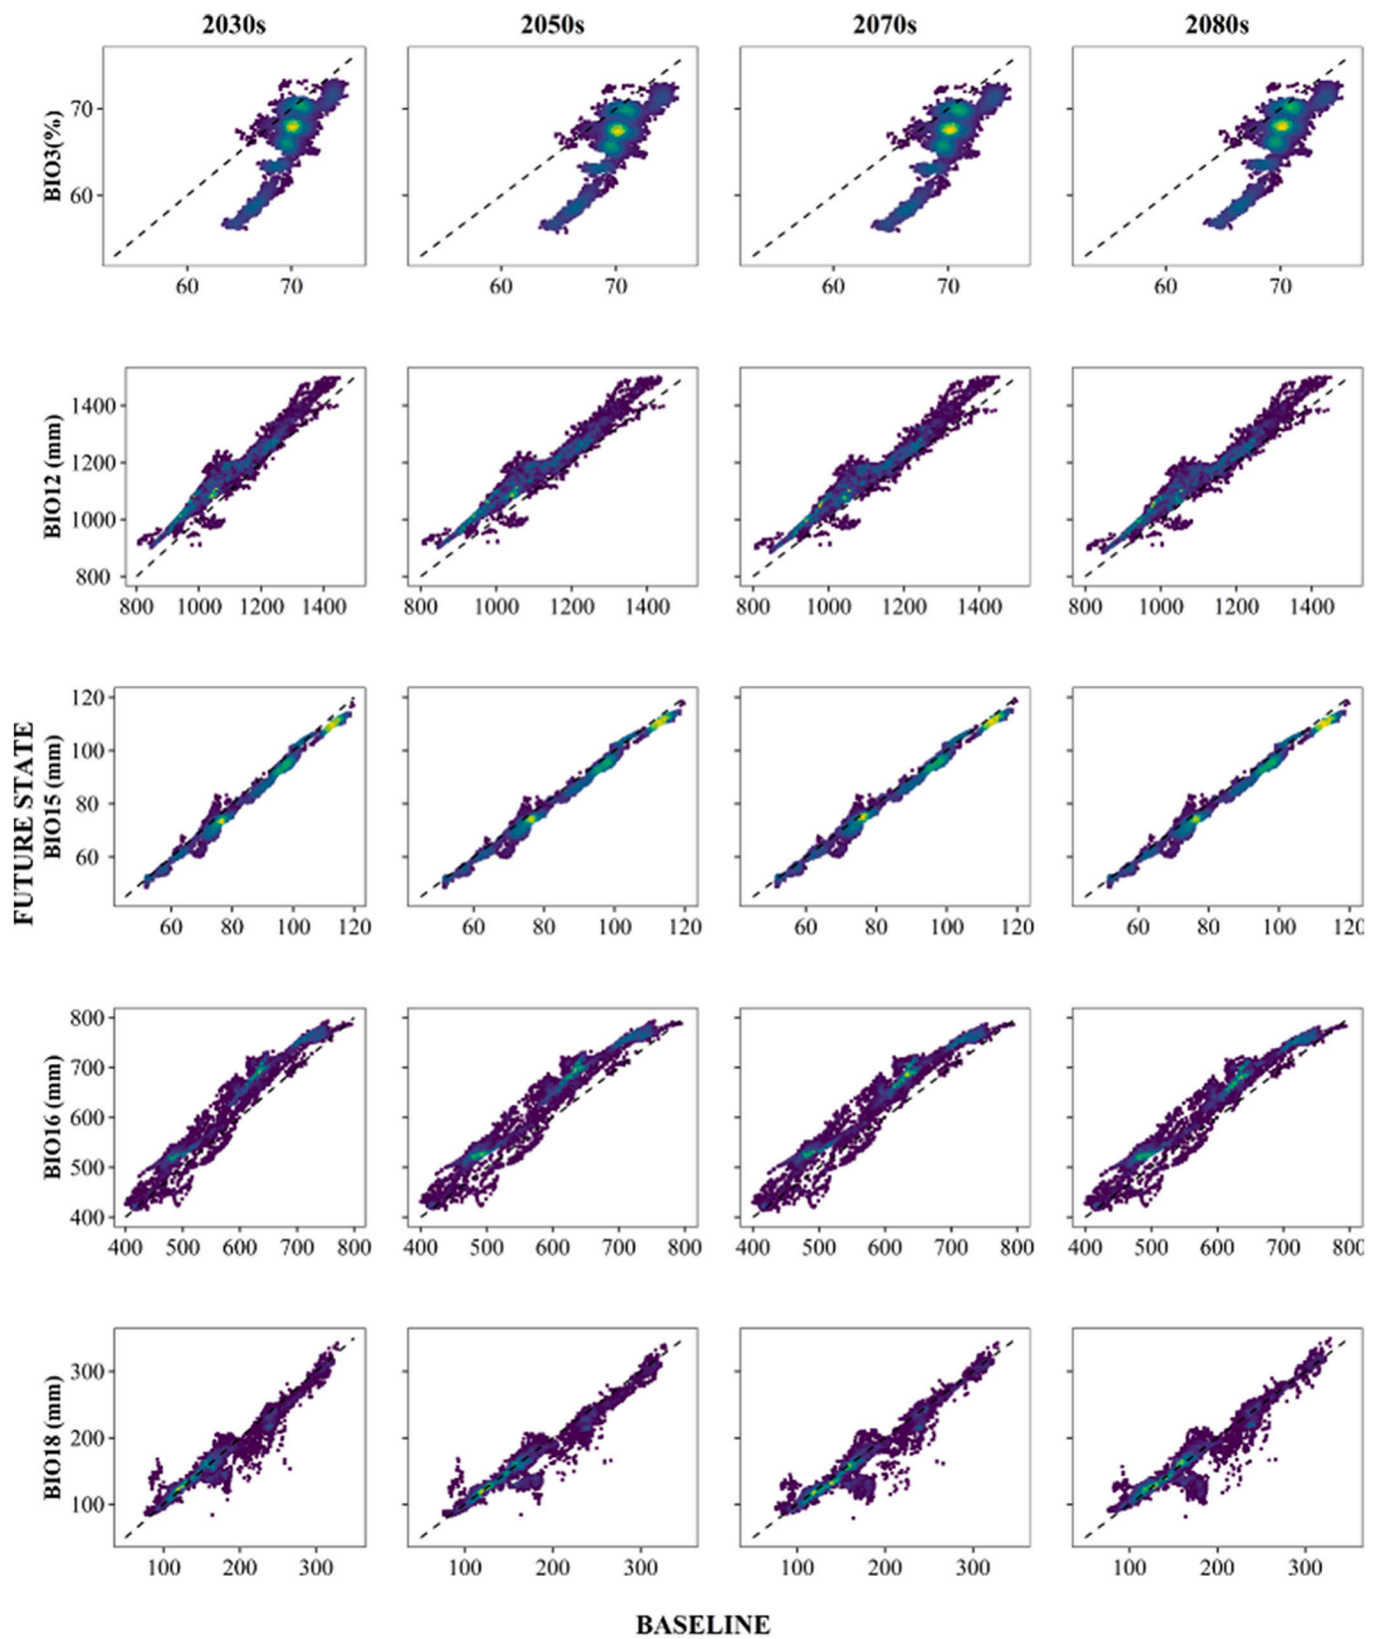 2030s 2050s 2070s 2080s
FUTURE STATE
BIO3(%)
70
60
60 70 60 70 60 70 60 70
BIO12 (mm)
1400
1200
1000
800
800 1000 1200 1400 800 1000 1200 1400 800 1000 1200 1400 800 1000 1200 1400
BIO15 (mm)
120
100
80
60
60 80 100 120 60 80 100 120 60 80 100 120 60 80 100 120
BIO16 (mm)
800
700
600
500
400
400 500 600 700 800 400 500 600 700 800 400 500 600 700 800 400 500 600 700 800
BIO18 (mm)
300
200
100
100 200 300 100 200 300 100 200 300 100 200 300
BASELINE